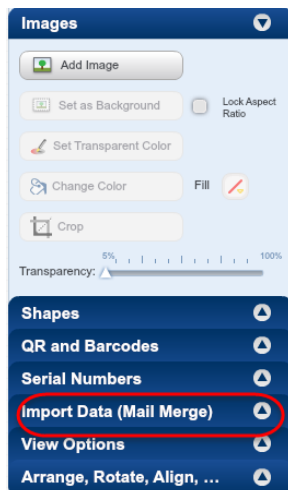 Images
Add Image
Set as Background
Lock Aspect
Ratio
Set Transparent Color
Change Color
Fill
Crop
5%
100%
Transparency:
Shapes
QR and Barcodes
Serial Numbers
Import Data (Mail Merge)
View Options
Arrange, Rotate, Align, ...